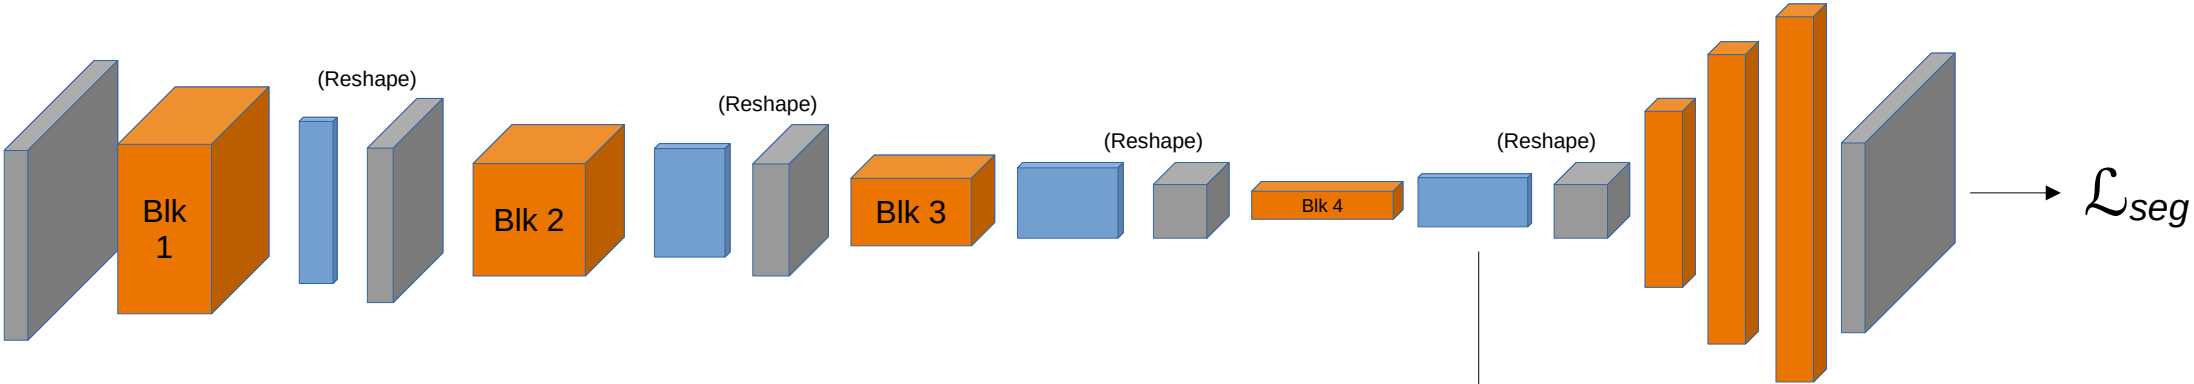 (Reshape)
(Reshape)
(Reshape)
(Reshape)
Blk
1
Blk 2
Blk 3
Blk 4
ℒseg